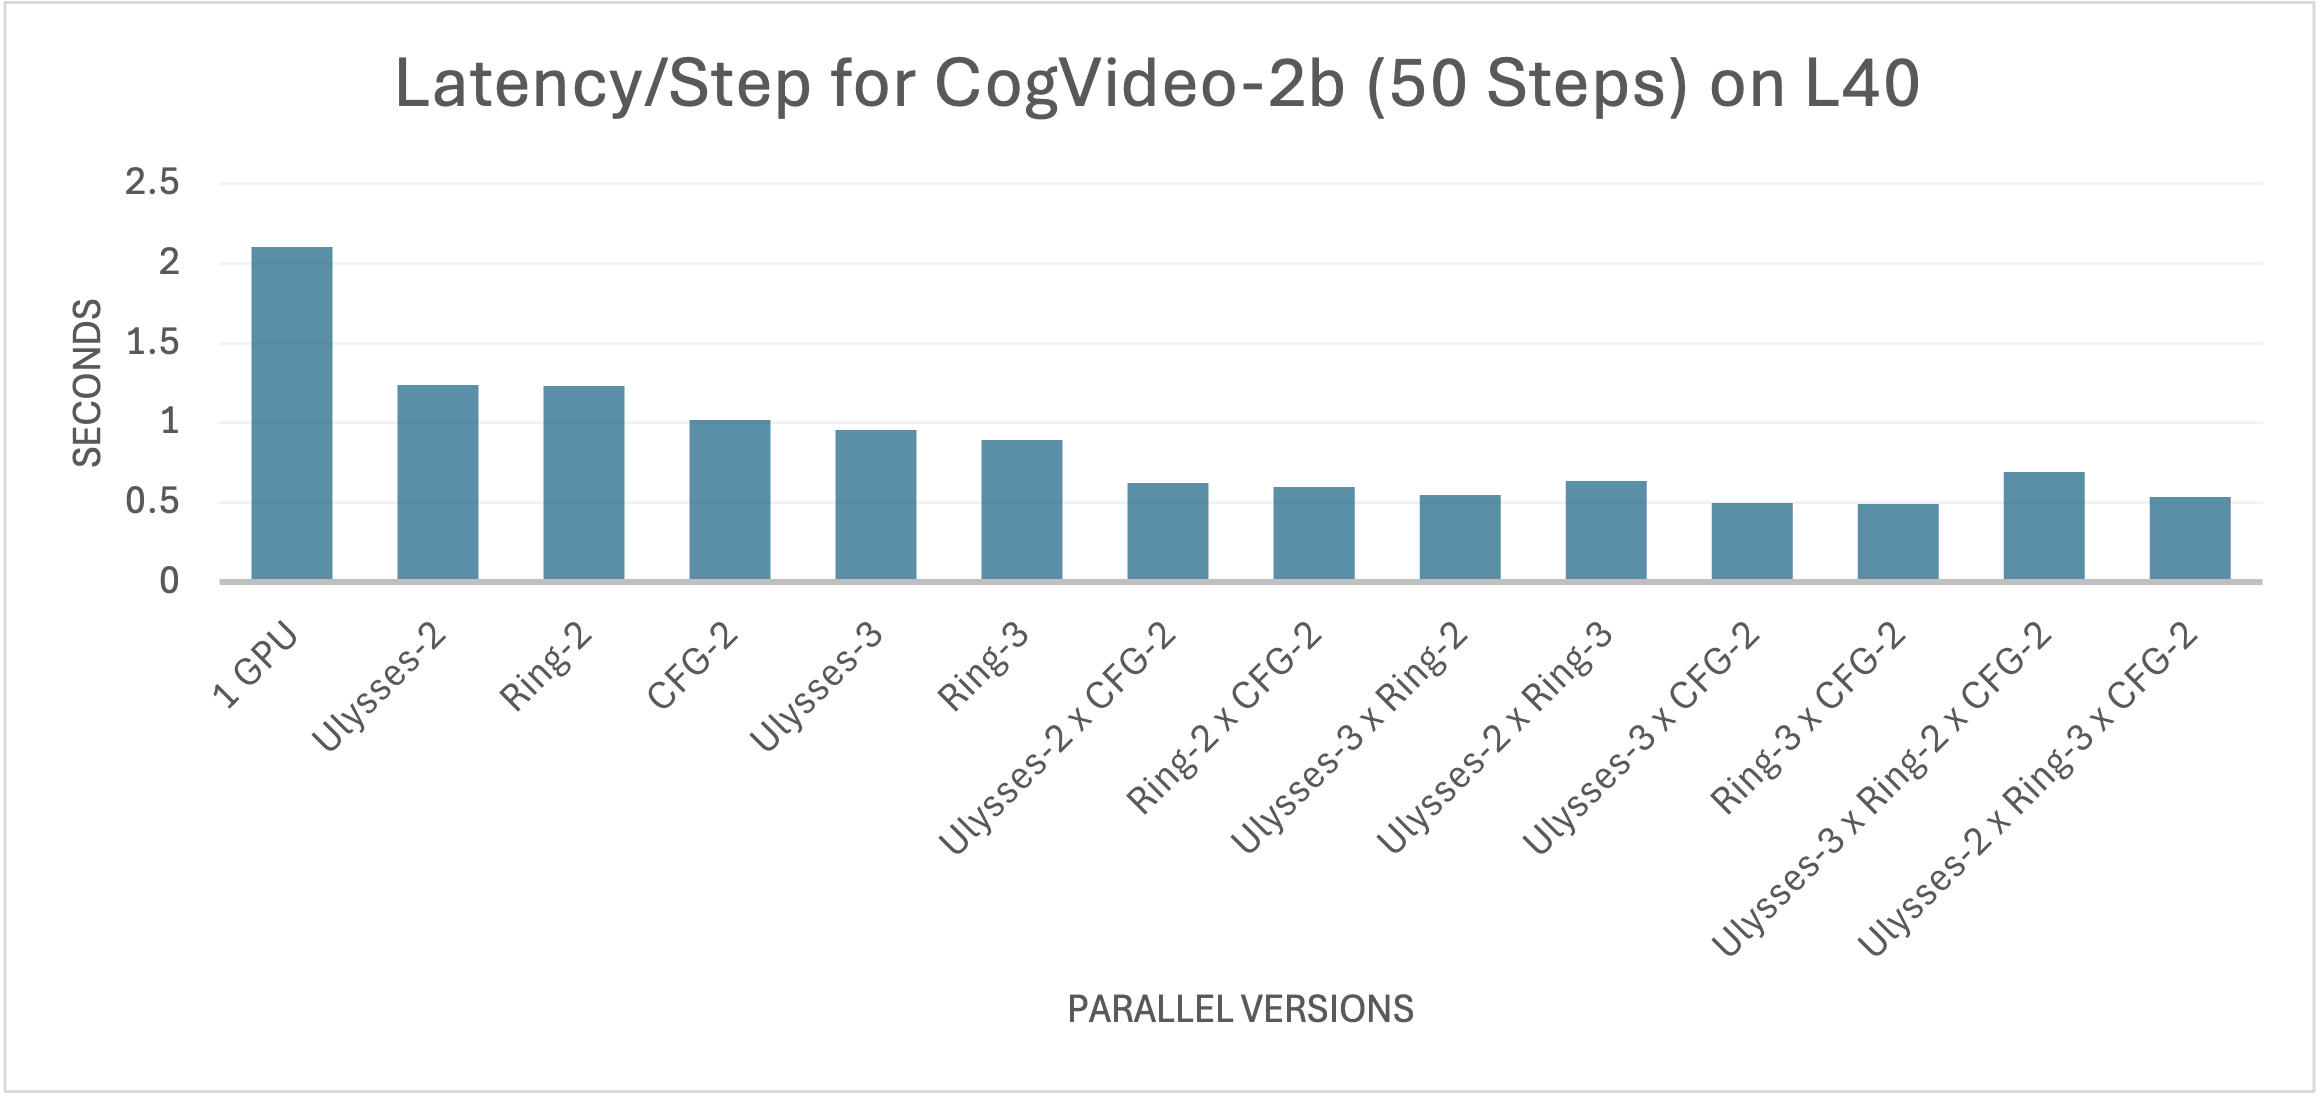 Latency/Step for CogVideo-2b (50 Steps) on L40
SECONDS
2.5
2
1.5
1
0.5
0
1 GPU
Ulysses-2
Ring-2
CFG-2
Ulysses-3
Ring-3
Ulysses-2 x CFG-2
Ring-2 x CFG-2
Ulysses-3 x Ring-2
Ulysses-2 x Ring-3
Ulysses-3 x CFG-2
Ring-3 x CFG-2
Ulysses-3 x Ring-2 x CFG-2
Ulysses-2 x Ring-3 x CFG-2
PARALLEL VERSIONS